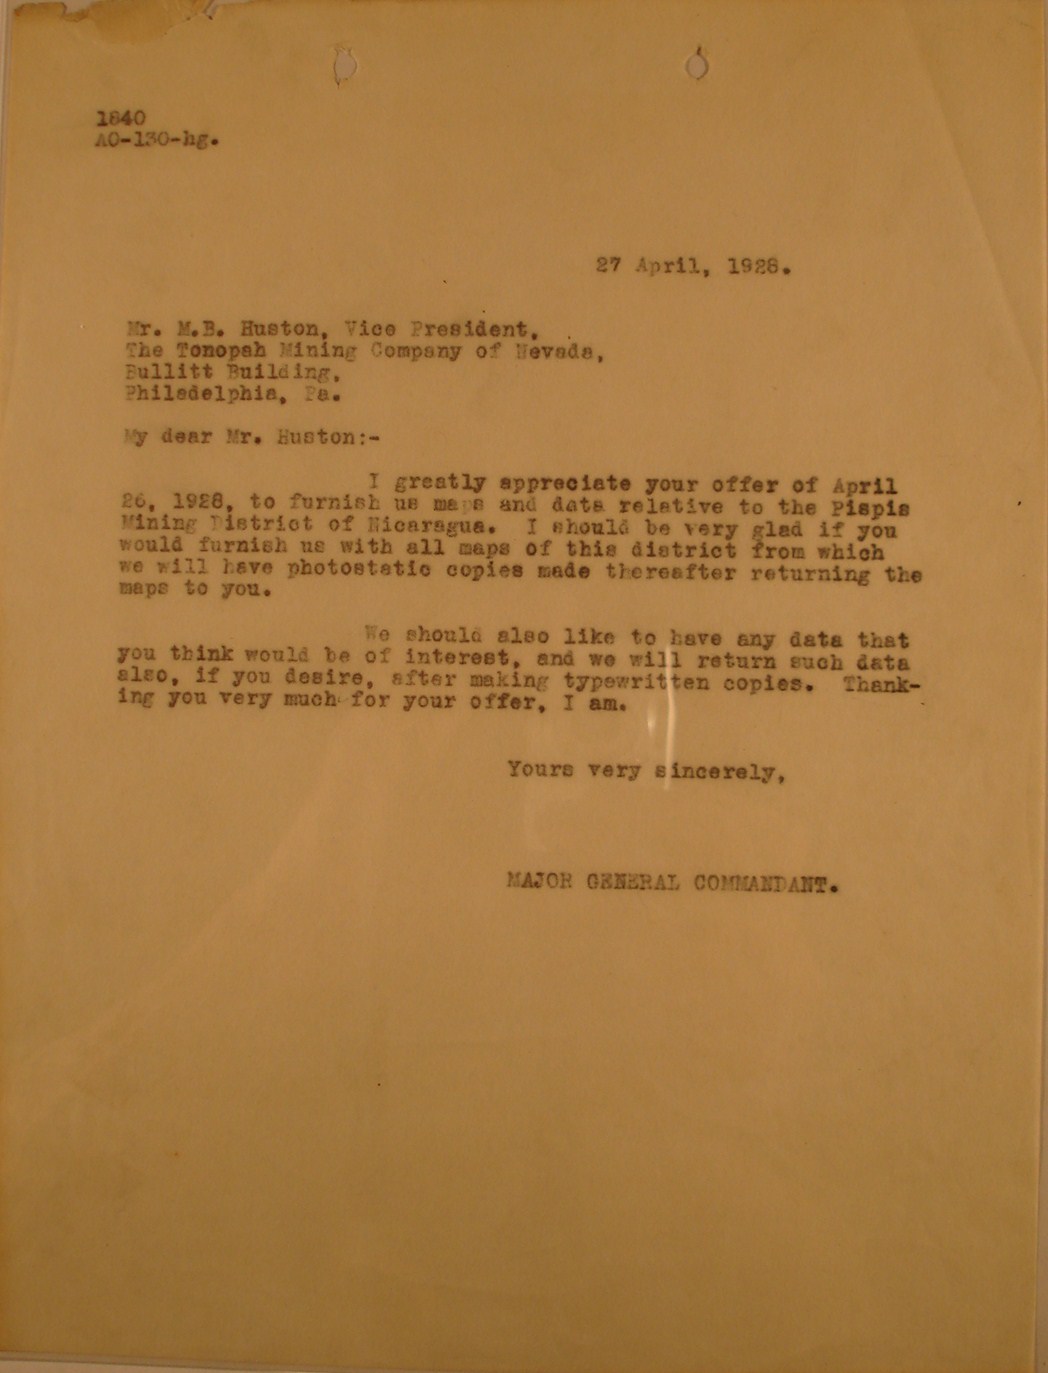 1840
AO-130-hg.
27 April, 1928.
Mr. M.B. Huston, Vice President,
The Tonopah Mining Company of Nevada,
Bullitt Building,
Philadelphia, Pa.
My dear Mr. Huston:-
I greatly appreciate your offer of April
26, 1928, to furnish us maps and data relative to the Pispis
Mining District of Nicaragua. I should be very glad if you
would furnish us with all maps of this district from which
we will have photostatic copies made thereafter returning the
maps to you.
We should also like to have any data that
you think would be of interest, and we will return such data
also, if you desire, after making typewritten copies. Thank-
ing you very much for your offer, I am.
Yours very sincerely,
MAJOR GENERAL COMMANDANT.